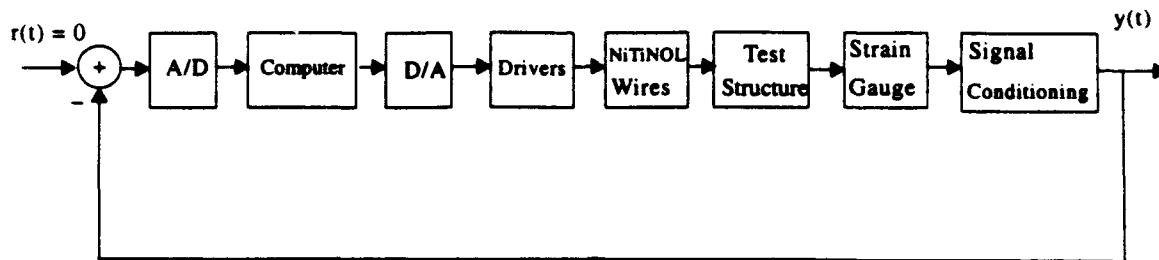 y(t)
r(t) = 0
+
−
A/D
Computer
D/A
Drivers
NiTiNOL
Wires
Test
Structure
Strain
Gauge
Signal
Conditioning